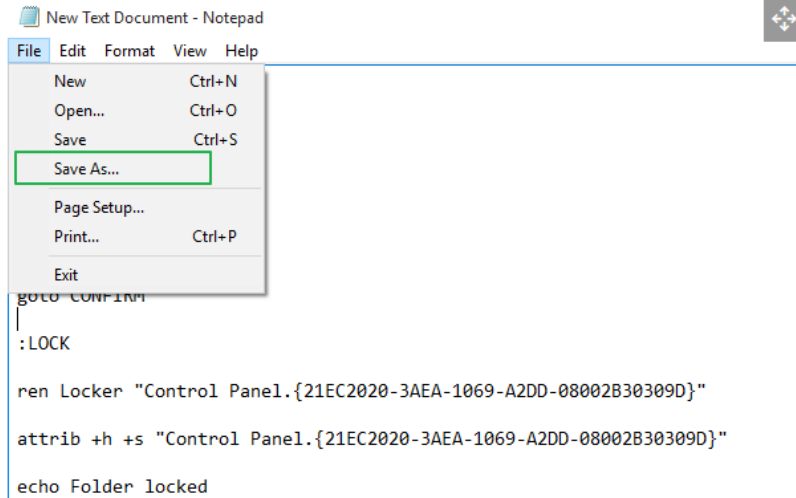 New Text Document - Notepad
File Edit Format View Help
New Ctrl+N
Open... Ctrl+O
Save Ctrl+S
Save As...
Page Setup...
Print... Ctrl+P
Exit
goto CONFIRM
:LOCK
ren Locker "Control Panel.{21EC2020-3AEA-1069-A2DD-08002B30309D}"
attrib +h +s "Control Panel.{21EC2020-3AEA-1069-A2DD-08002B30309D}"
echo Folder locked